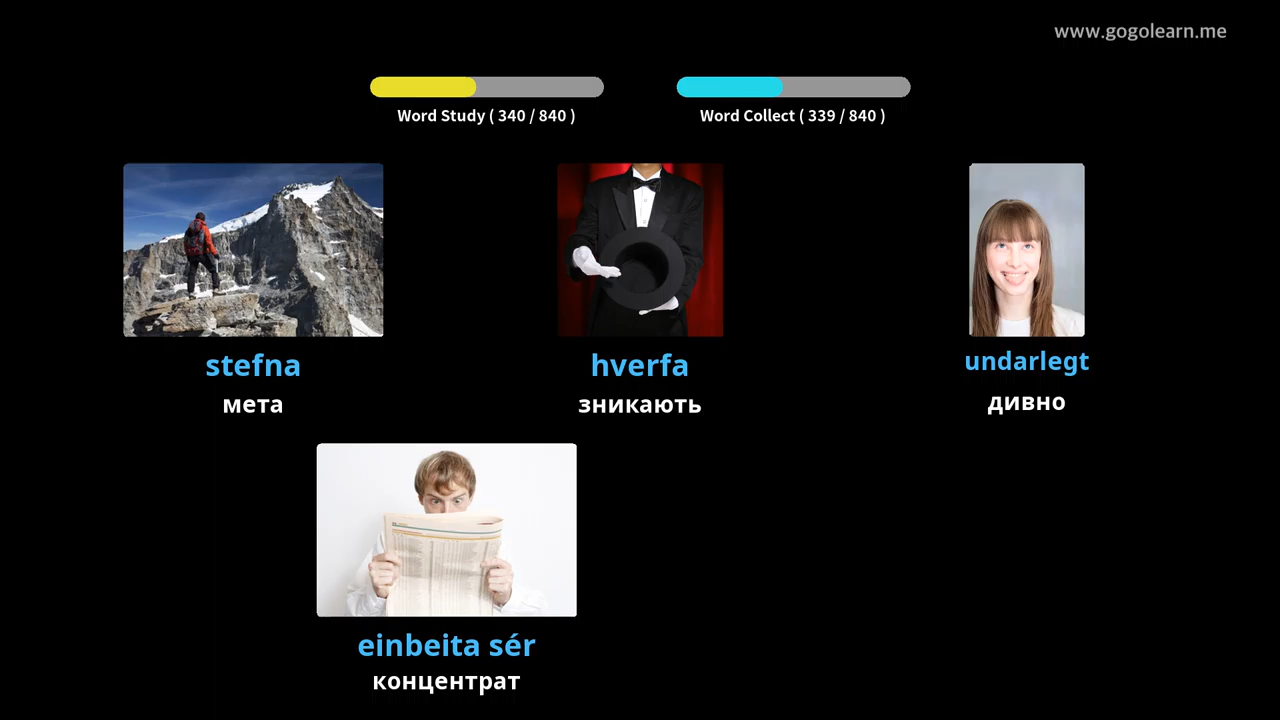 www.gogolearn.me
Word Study ( 340 / 840 )
Word Collect ( 339 / 840 )
stefna
мета
hverfa
зникають
undarlegt
дивно
einbeita sér
концентрат